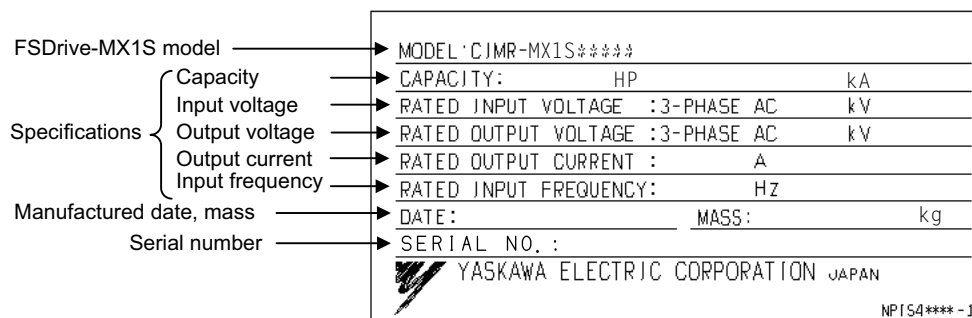 FSDrive-MX1S model
MODEL:CIMR-MX1S*****
Specifications
Capacity
CAPACITY: HP kA
Input voltage
RATED INPUT VOLTAGE :3-PHASE AC kV
Output voltage
RATED OUTPUT VOLTAGE :3-PHASE AC kV
Output current
RATED OUTPUT CURRENT : A
Input frequency
RATED INPUT FREQUENCY: Hz
Manufactured date, mass
DATE: MASS: kg
Serial number
SERIAL NO. :
YASKAWA ELECTRIC CORPORATION JAPAN
NPIS4****-1